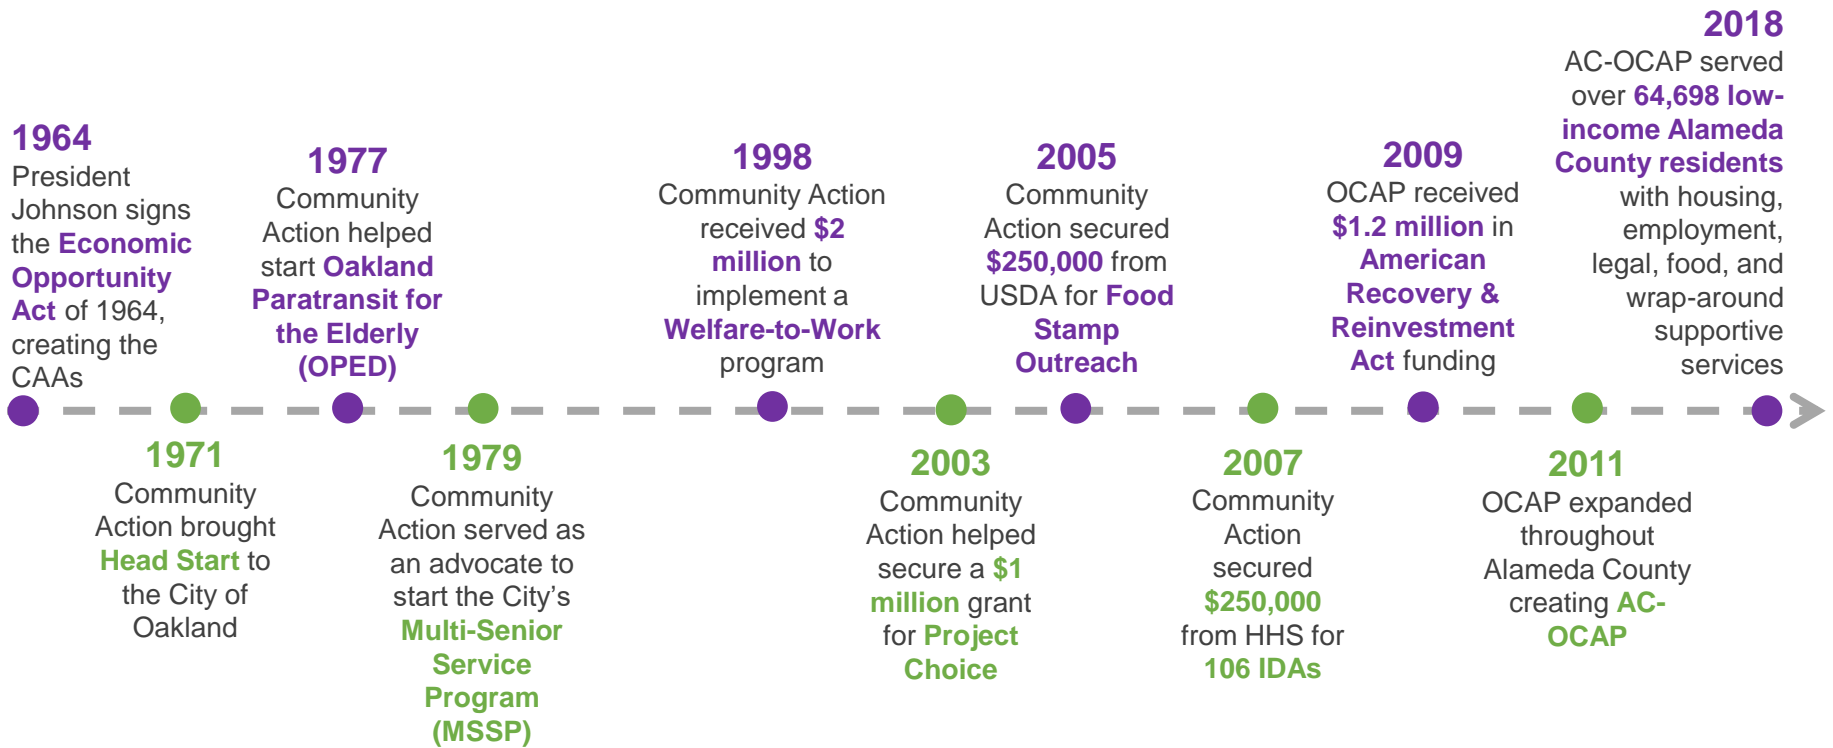 1964
President
Johnson signs
the Economic
Opportunity
Act of 1964,
creating the
CAAs
1971
Community
Action brought
Head Start to
the City of
Oakland
1977
Community
Action helped
start Oakland
Paratransit for
the Elderly
(OPED)
1979
Community
Action served as
an advocate to
start the City’s
Multi-Senior
Service
Program
(MSSP)
1998
Community Action
received $2
million to
implement a
Welfare-to-Work
program
2003
Community
Action helped
secure a $1
million grant
for Project
Choice
2005
Community
Action secured
$250,000 from
USDA for Food
Stamp
Outreach
2007
Community
Action
secured
$250,000
from HHS for
106 IDAs
2009
OCAP received
$1.2 million in
American
Recovery &
Reinvestment
Act funding
2011
OCAP expanded
throughout
Alameda County
creating AC-
OCAP
2018
AC-OCAP served
over 64,698 low-
income Alameda
County residents
with housing,
employment,
legal, food, and
wrap-around
supportive
services